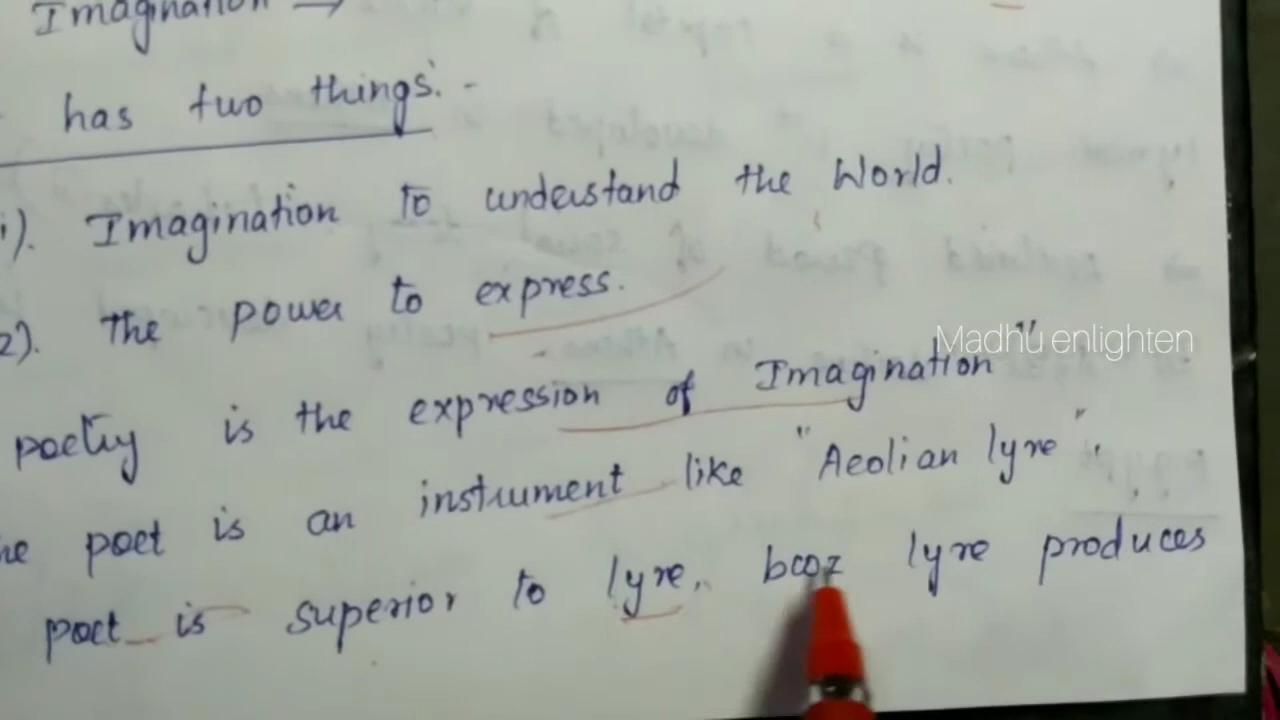 Imagination →
has two things:-
1). Imagination to understand the World.
2). the power to express.
poetry is the expression of Imagination"
poet is an instrument like "Aeolian lyre".
poet is superior to lyre, bcoz lyre produces
Madhu enlighten